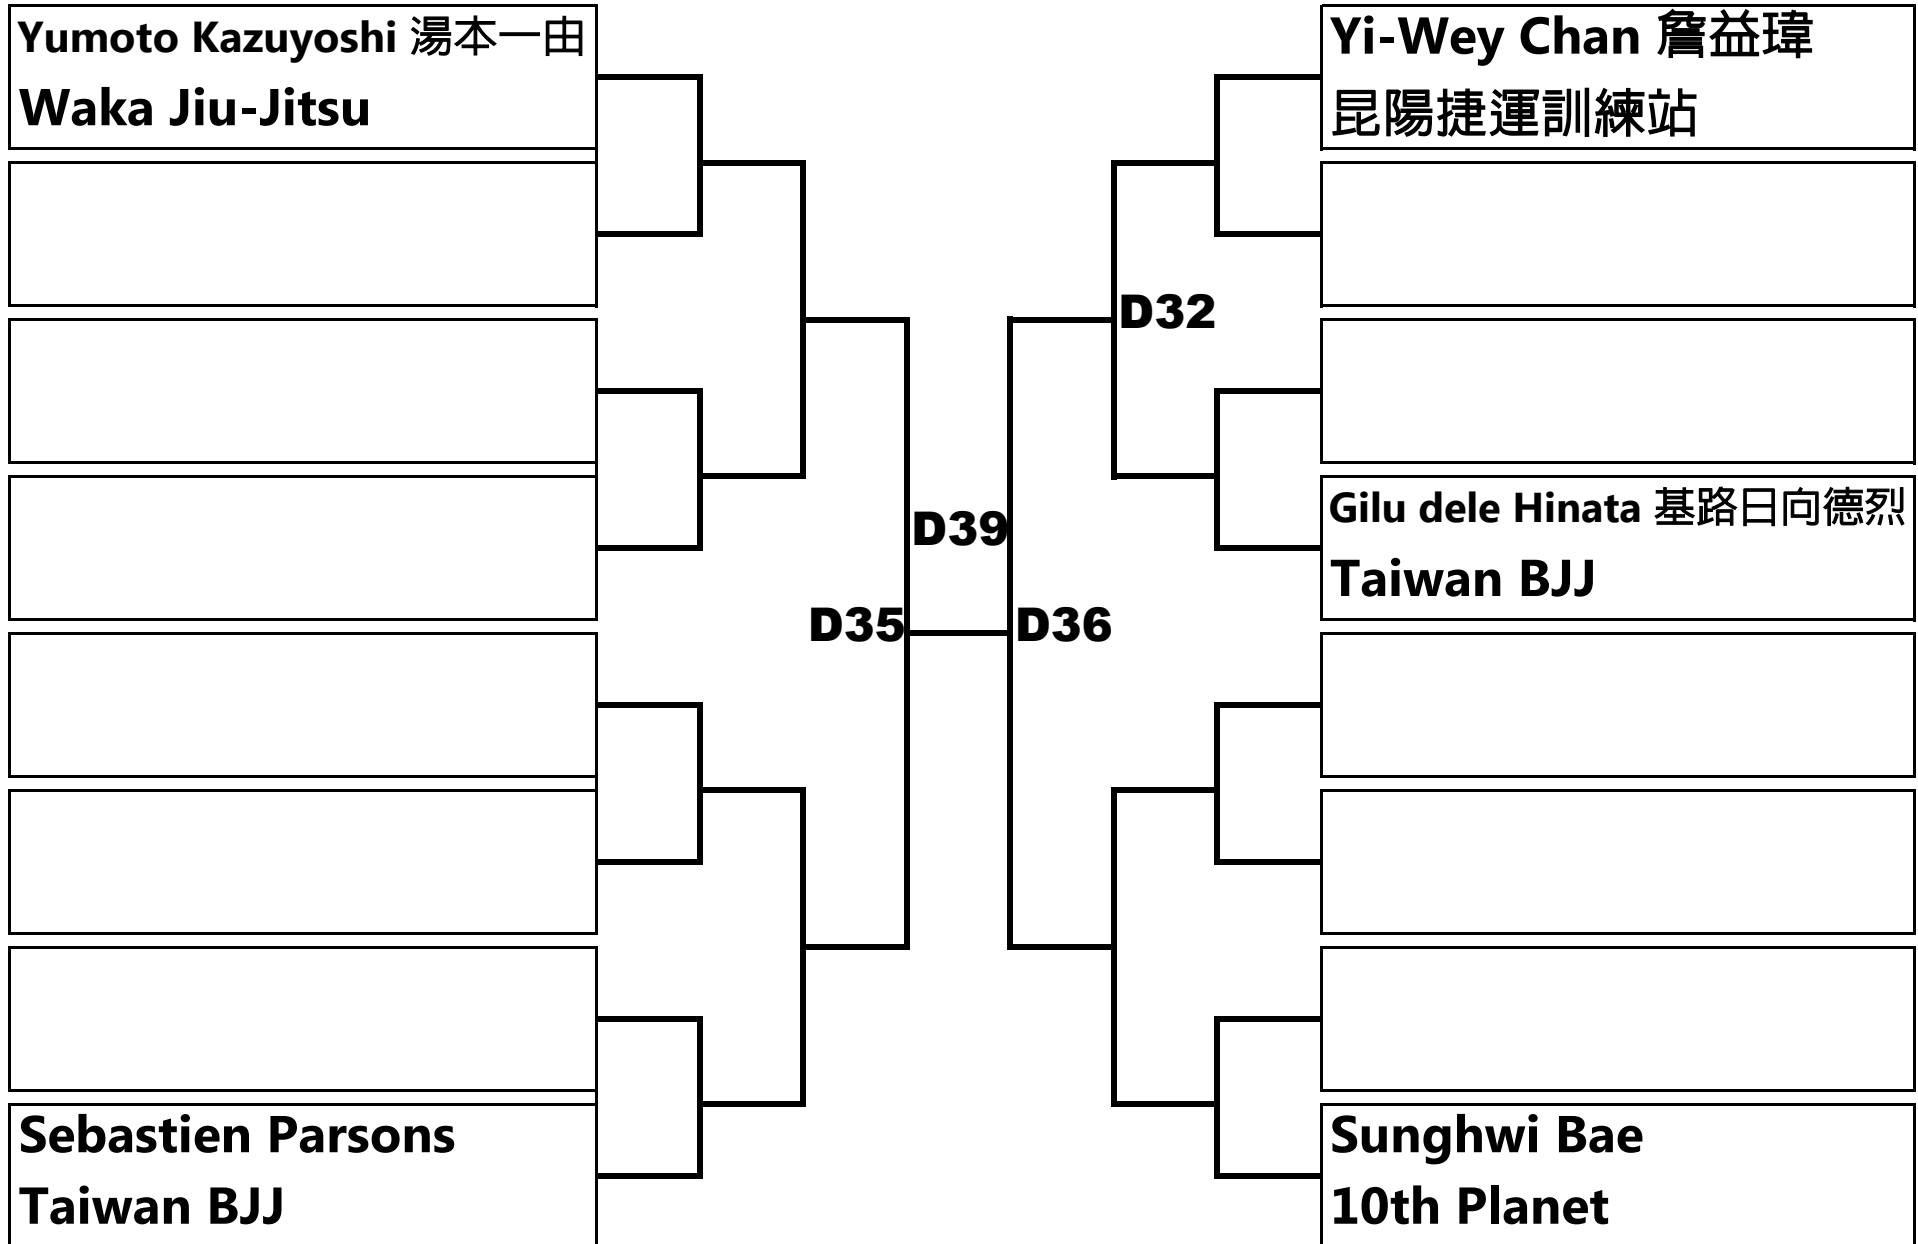 Yumoto Kazuyoshi 湯本一由
Waka Jiu-Jitsu
Sebastien Parsons
Taiwan BJJ
D35
D39
D36
D32
Yi-Wey Chan 詹益瑋
昆陽捷運訓練站
Gilu dele Hinata 基路日向德烈
Taiwan BJJ
Sunghwi Bae
10th Planet